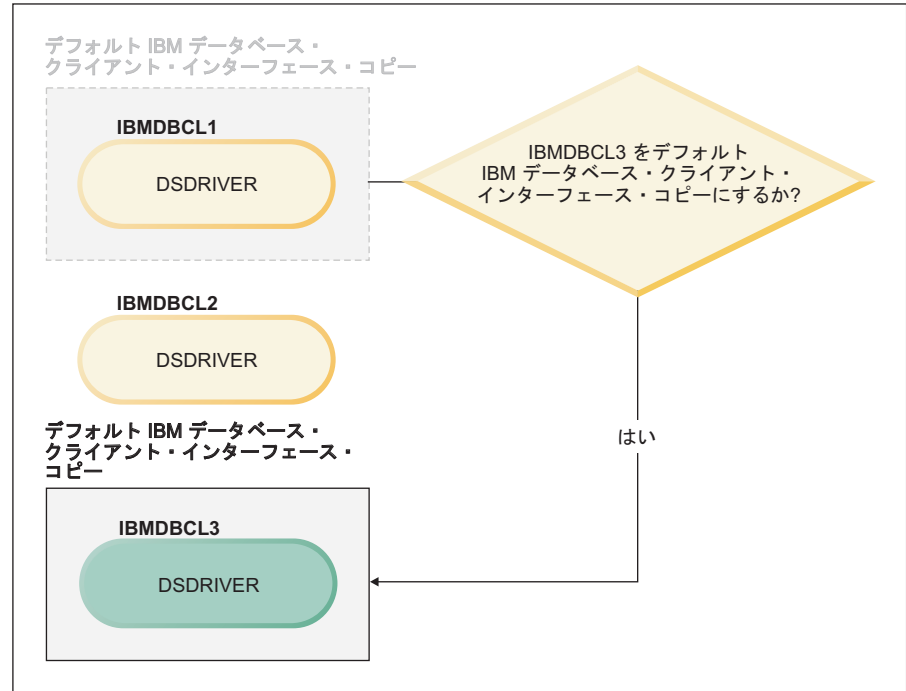 デフォルト IBM データベース・
クライアント・インターフェース・コピー
IBMDBCL1
DSDRIVER
IBMDBCL3 をデフォルト
IBM データベース・クライアント・
インターフェース・コピーにするか?
IBMDBCL2
DSDRIVER
はい
デフォルト IBM データベース・
クライアント・インターフェース・
コピー
IBMDBCL3
DSDRIVER